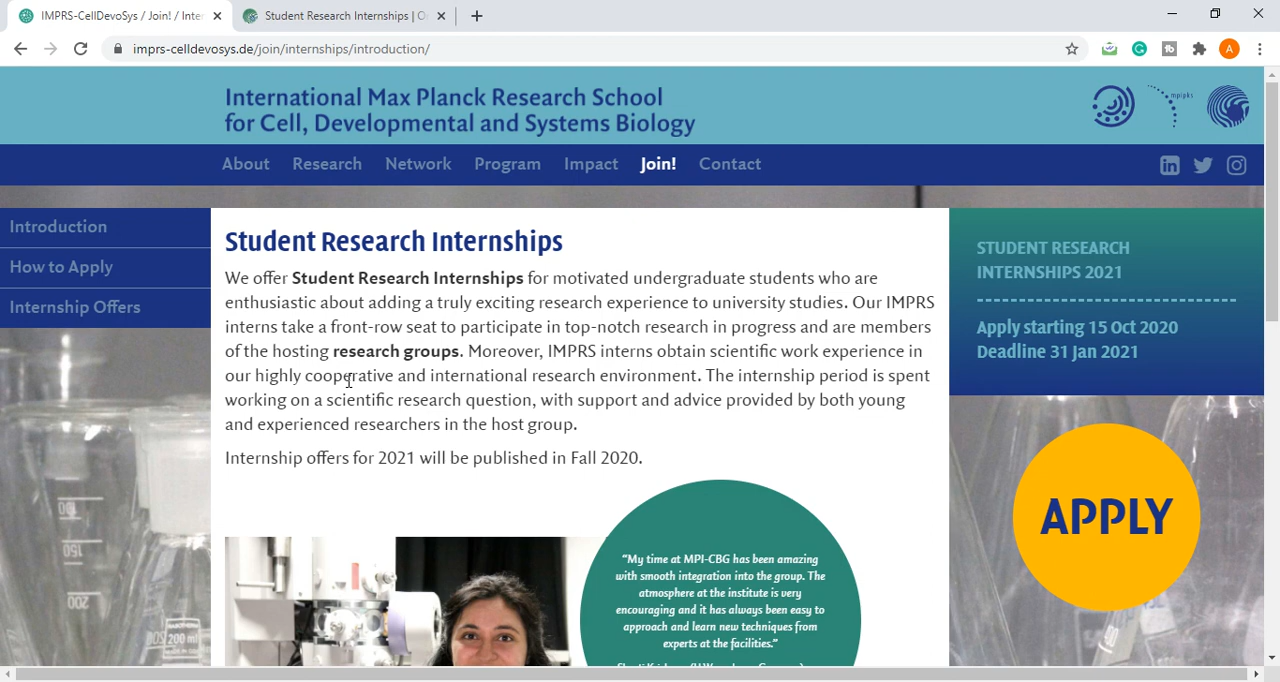 IMPRS-CellDevoSys / Join! / Inter
Student Research Internships | O
imprs-celldevosys.de/join/internships/introduction/
A
International Max Planck Research School
for Cell, Developmental and Systems Biology
mpipks
About Research Network Program Impact Join! Contact
Introduction
How to Apply
Internship Offers
Student Research Internships
We offer Student Research Internships for motivated undergraduate students who are
enthusiastic about adding a truly exciting research experience to university studies. Our IMPRS
interns take a front-row seat to participate in top-notch research in progress and are members
of the hosting research groups. Moreover, IMPRS interns obtain scientific work experience in
our highly cooperative and international research environment. The internship period is spent
working on a scientific research question, with support and advice provided by both young
and experienced researchers in the host group.
Internship offers for 2021 will be published in Fall 2020.
“My time at MPI-CBG has been amazing
with smooth integration into the group. The
atmosphere at the institute is very
encouraging and it has always been easy to
approach and learn new techniques from
experts at the facilities.”
STUDENT RESEARCH
INTERNSHIPS 2021
Apply starting 15 Oct 2020
Deadline 31 Jan 2021
APPLY
150
200
200 ml